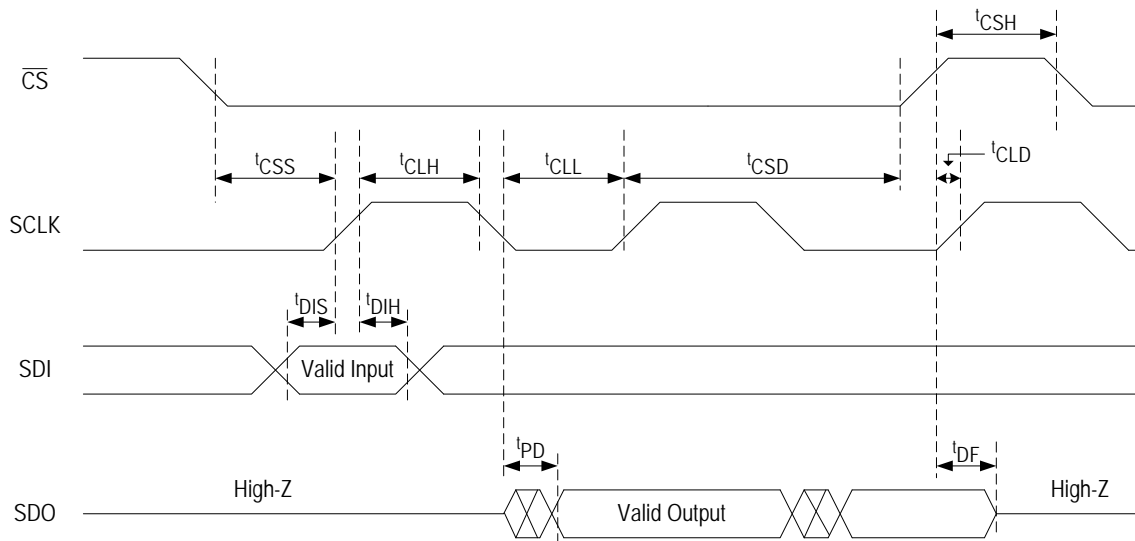 tCSH
CS
tCSS
tCLH
tCLL
tCSD
tCLD
SCLK
tDIS
tDIH
SDI
Valid Input
tPD
tDF
High-Z
High-Z
SDO
Valid Output